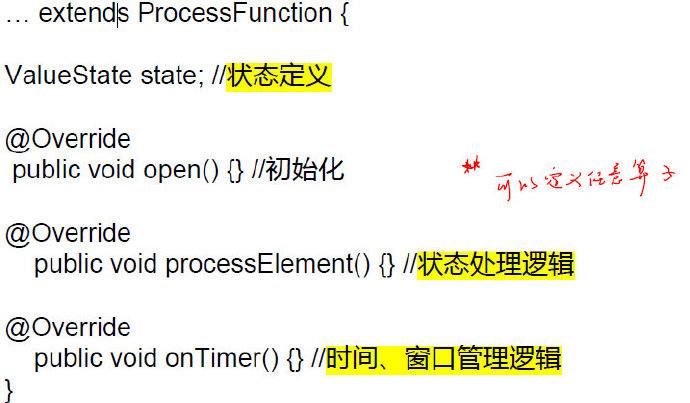 … extends ProcessFunction {
ValueState state; //状态定义
@Override
public void open() {} //初始化
** 可以定义任意算子
@Override
public void processElement() {} //状态处理逻辑
@Override
public void onTimer() {} //时间、窗口管理逻辑
}